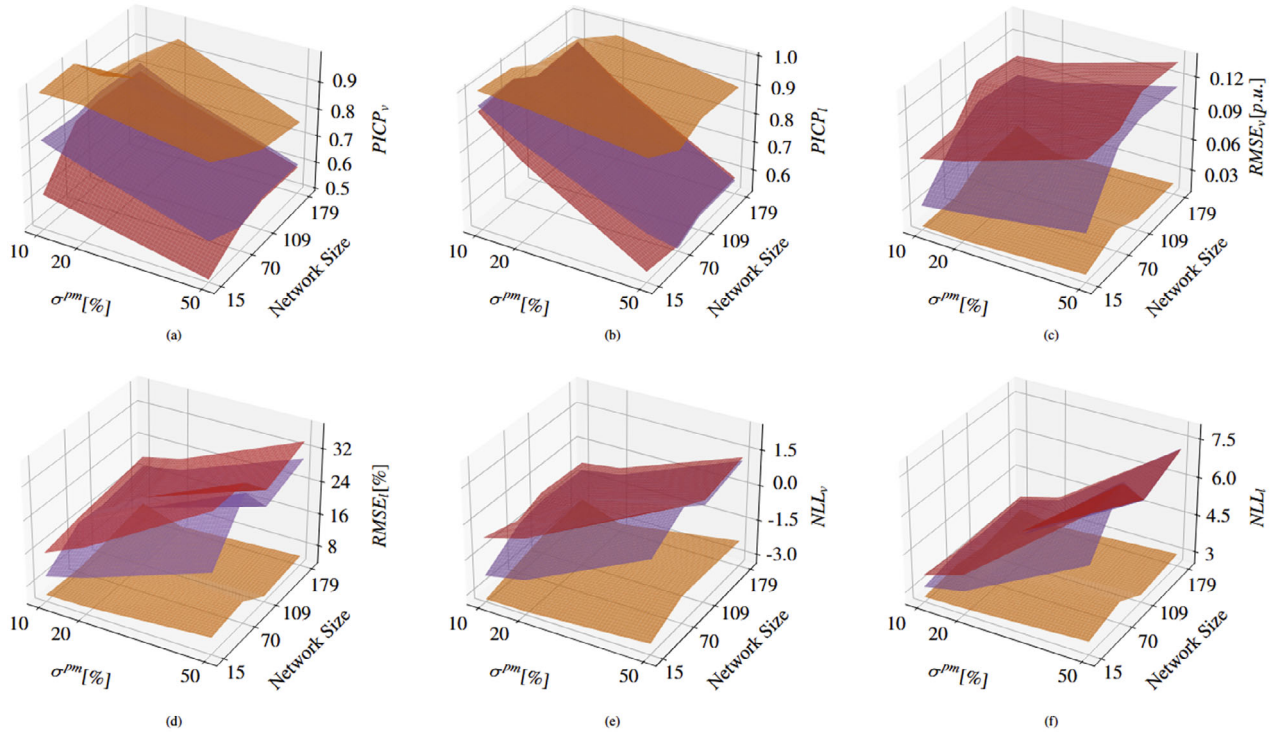 0.9
0.8
0.7
0.6
0.5
PICP_v
10
20
50
σ^{pm}[%]
15
70
109
179
Network Size
(a)
1.0
0.9
0.8
0.7
0.6
PICP_l
10
20
50
σ^{pm}[%]
15
70
109
179
Network Size
(b)
0.12
0.09
0.06
0.03
RMSE_v[p.u.]
10
20
50
σ^{pm}[%]
15
70
109
179
Network Size
(c)
32
24
16
8
RMSE_l[%]
10
20
50
σ^{pm}[%]
15
70
109
179
Network Size
(d)
1.5
0.0
-1.5
-3.0
NLL_v
10
20
50
σ^{pm}[%]
15
70
109
179
Network Size
(e)
7.5
6.0
4.5
3
NLL_l
10
20
50
σ^{pm}[%]
15
70
109
179
Network Size
(f)